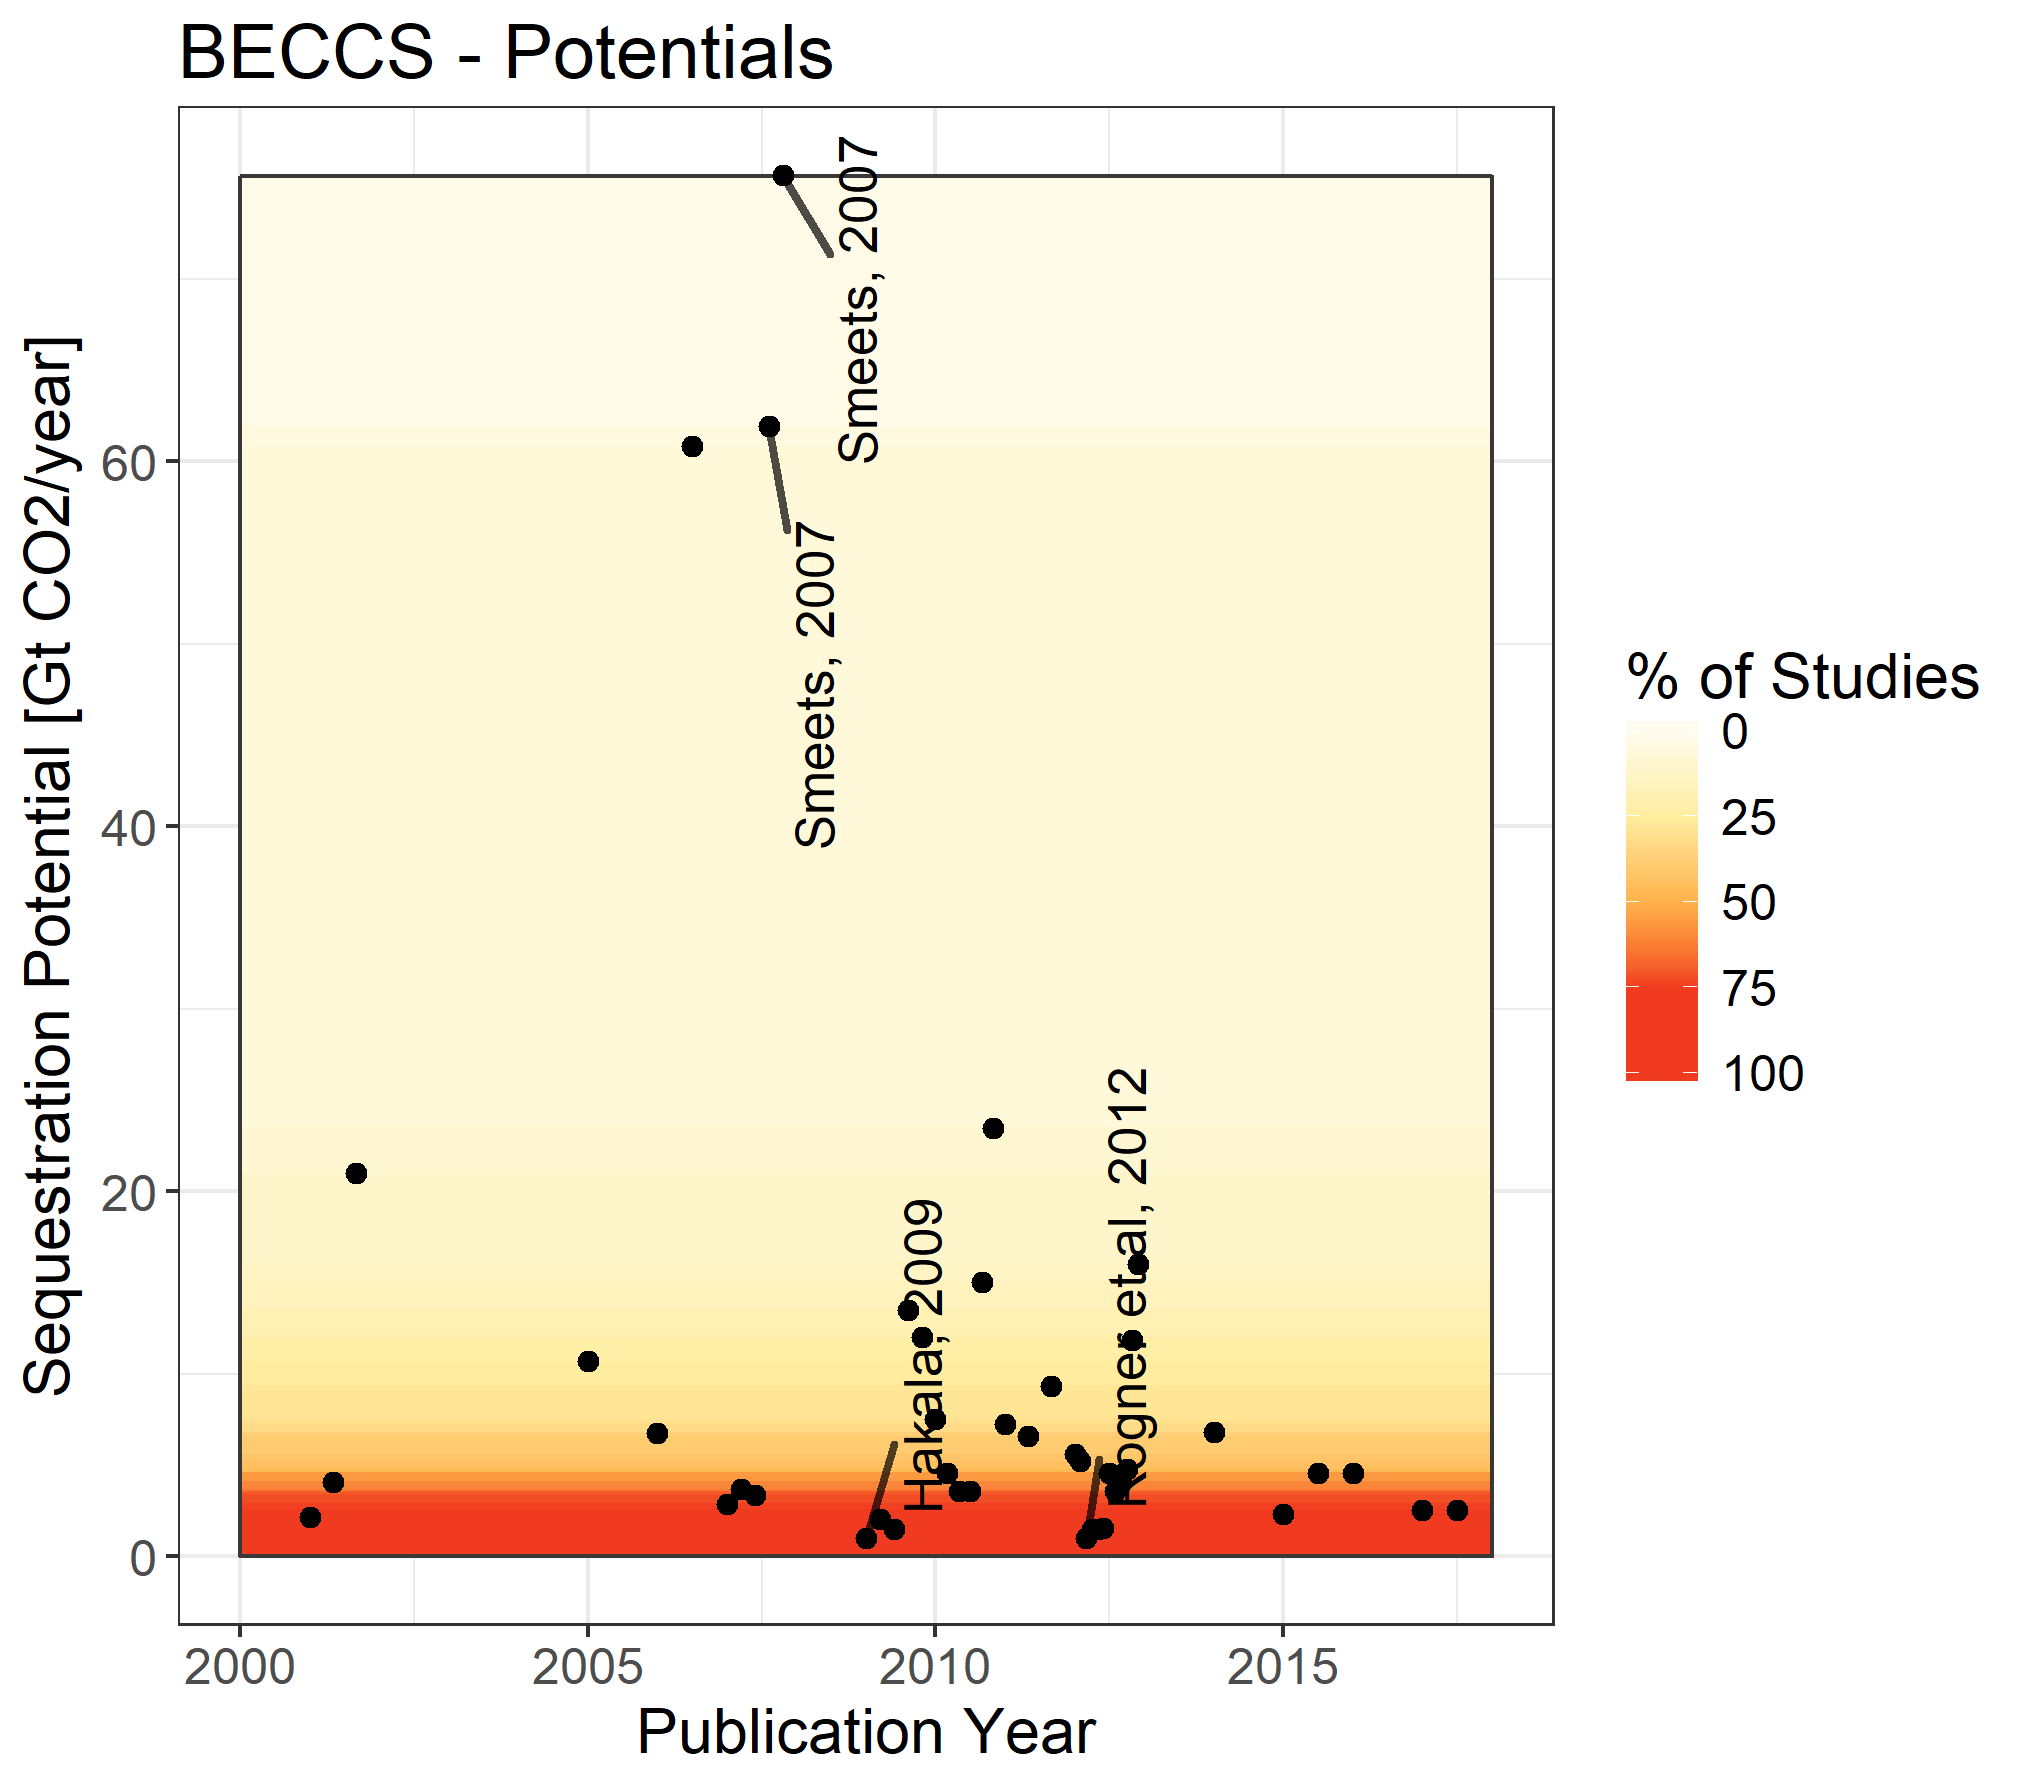 BECCS - Potentials
Sequestration Potential [Gt CO2/year]
60
40
20
0
Smeets, 2007
Smeets, 2007
Hakala, 2009
Rogner et al, 2012
2000
2005
2010
2015
Publication Year
% of Studies
0
25
50
75
100